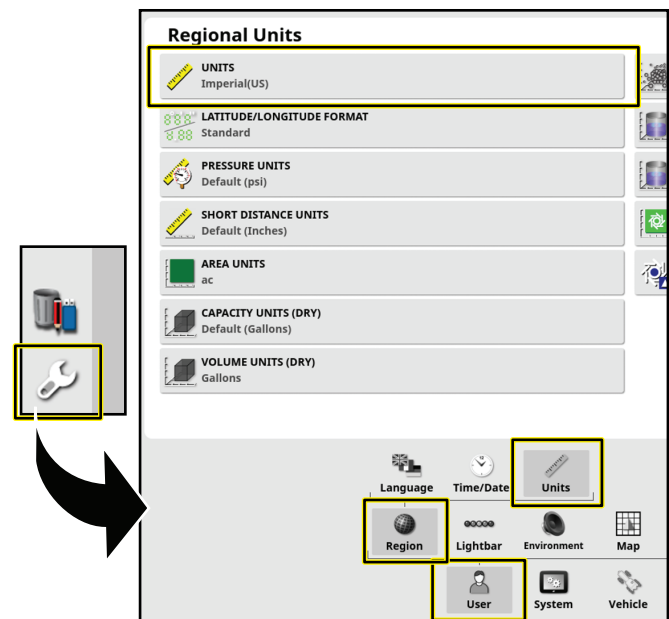 Regional Units
UNITS
Imperial(US)
LATITUDE/LONGITUDE FORMAT
Standard
PRESSURE UNITS
Default (psi)
SHORT DISTANCE UNITS
Default (Inches)
AREA UNITS
ac
CAPACITY UNITS (DRY)
Default (Gallons)
VOLUME UNITS (DRY)
Gallons
Language Time/Date Units
Region Lightbar Environment Map
User System Vehicle